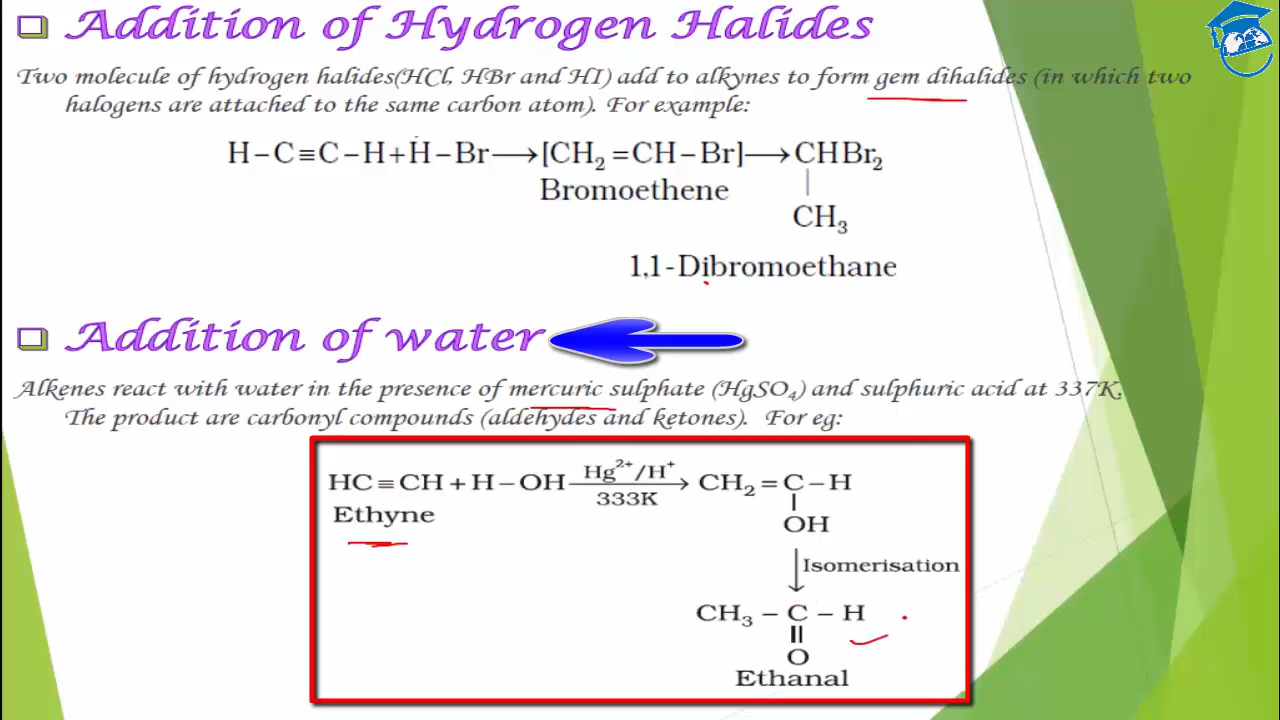 Addition of Hydrogen Halides
Two molecule of hydrogen halides(HCl, HBr and HI) add to alkynes to form gem dihalides (in which two
halogens are attached to the same carbon atom). For example:
H–C≡C–H+H–Br⟶[CH₂=CH–Br]⟶CHBr₂
|
Bromoethene
CH₃
1,1-Dibromoethane
Addition of water
Alkenes react with water in the presence of mercuric sulphate (HgSO₄) and sulphuric acid at 337K.
The product are carbonyl compounds (aldehydes and ketones). For eg:
Hg²⁺/H⁺
HC≡CH+H–OH⟶CH₂=C–H
333K
|
Ethyne
OH
Isomerisation
CH₃–C–H
||
O
Ethanal